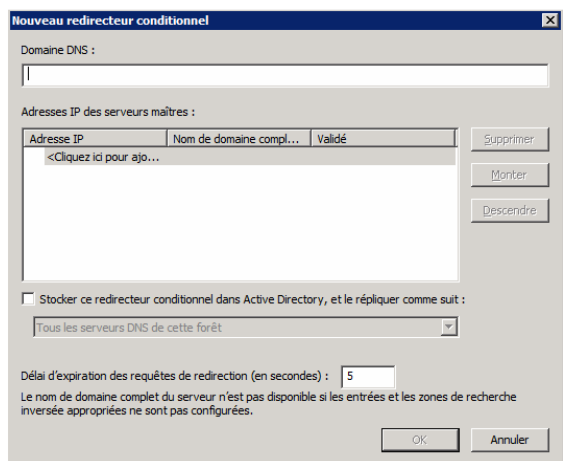 Nouveau redirecteur conditionnel
Domaine DNS :
Adresses IP des serveurs maîtres :
Adresse IP Nom de domaine compl... Validé
<Cliquez ici pour ajo...
Supprimer
Monter
Descendre
Stocker ce redirecteur conditionnel dans Active Directory, et le répliquer comme suit :
Tous les serveurs DNS de cette forêt
Délai d'expiration des requêtes de redirection (en secondes) : 5
Le nom de domaine complet du serveur n'est pas disponible si les entrées et les zones de recherche
inversée appropriées ne sont pas configurées.
OK Annuler